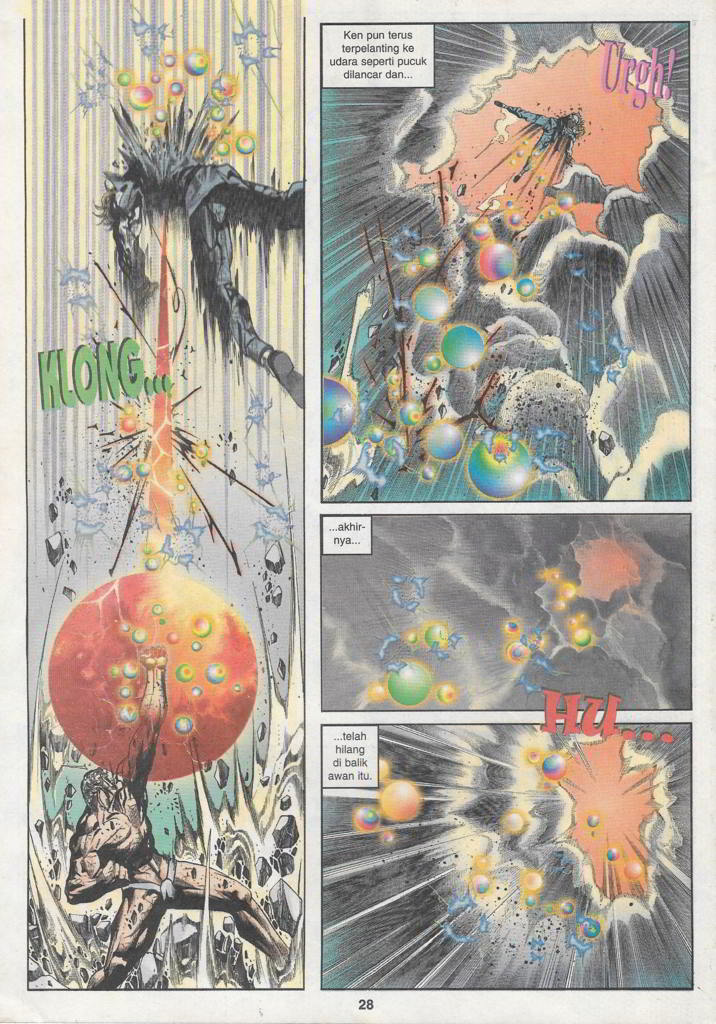 KLONG...
Ken pun terus
terpelanting ke
udara seperti pucuk
dilancar dan...
Urgh!
...akhir-
nya...
HU...
...telah
hilang
di balik
awan itu.
28